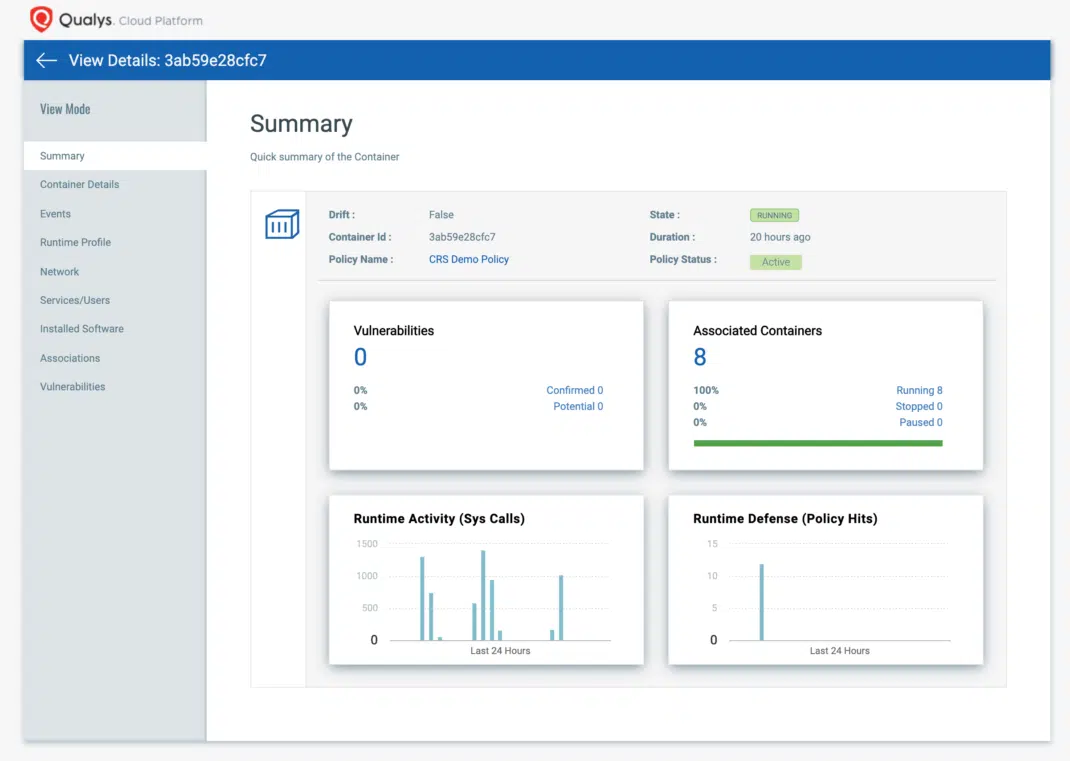 Qualys. Cloud Platform
View Details: 3ab59e28cfc7
View Mode
Summary
Container Details
Events
Runtime Profile
Network
Services/Users
Installed Software
Associations
Vulnerabilities
Summary
Quick summary of the Container
Drift : False State : RUNNING
Container Id : 3ab59e28cfc7 Duration : 20 hours ago
Policy Name : CRS Demo Policy Policy Status : Active
Vulnerabilities
0
0% Confirmed 0
0% Potential 0
Associated Containers
8
100% Running 8
0% Stopped 0
0% Paused 0
Runtime Activity (Sys Calls)
1500
1000
500
0
Last 24 Hours
Runtime Defense (Policy Hits)
15
10
5
0
Last 24 Hours